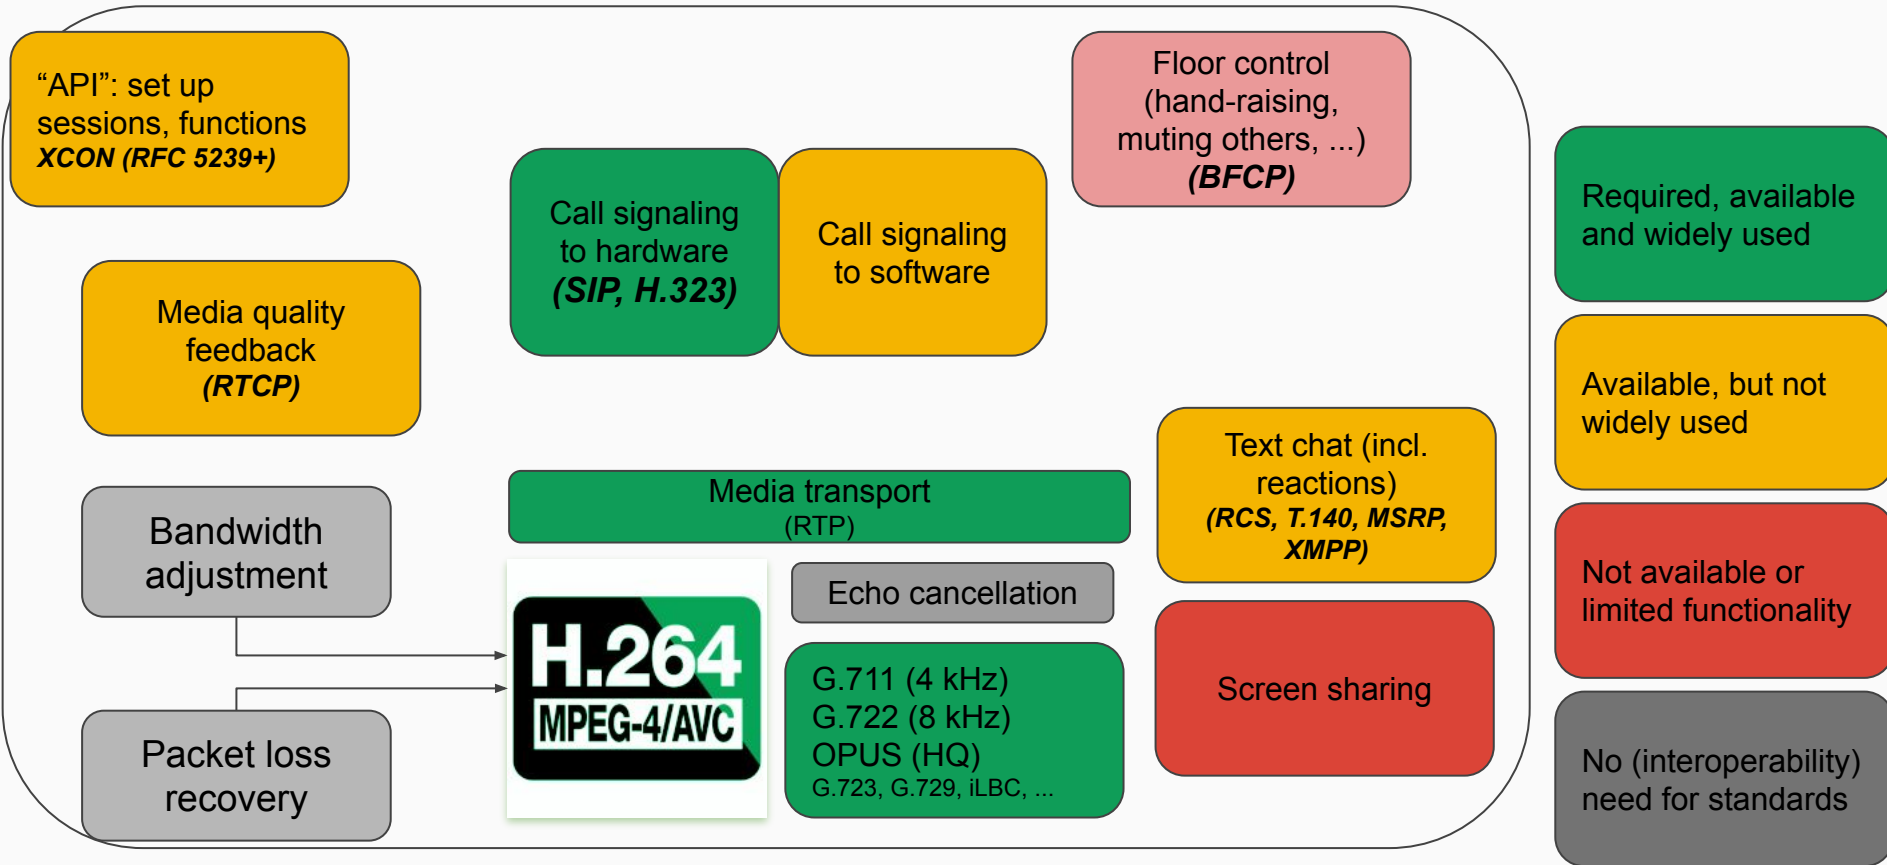 “API”: set up
sessions, functions
XCON (RFC 5239+)
Floor control
(hand-raising,
muting others, ...)
(BFCP)
Call signaling
to hardware
(SIP, H.323)
Call signaling
to software
Media quality
feedback
(RTCP)
Text chat (incl.
reactions)
(RCS, T.140, MSRP,
XMPP)
Media transport
(RTP)
Bandwidth
adjustment
Echo cancellation
H.264
MPEG-4/AVC
G.711 (4 kHz)
G.722 (8 kHz)
OPUS (HQ)
G.723, G.729, iLBC, ...
Screen sharing
Packet loss
recovery
Required, available
and widely used
Available, but not
widely used
Not available or
limited functionality
No (interoperability)
need for standards